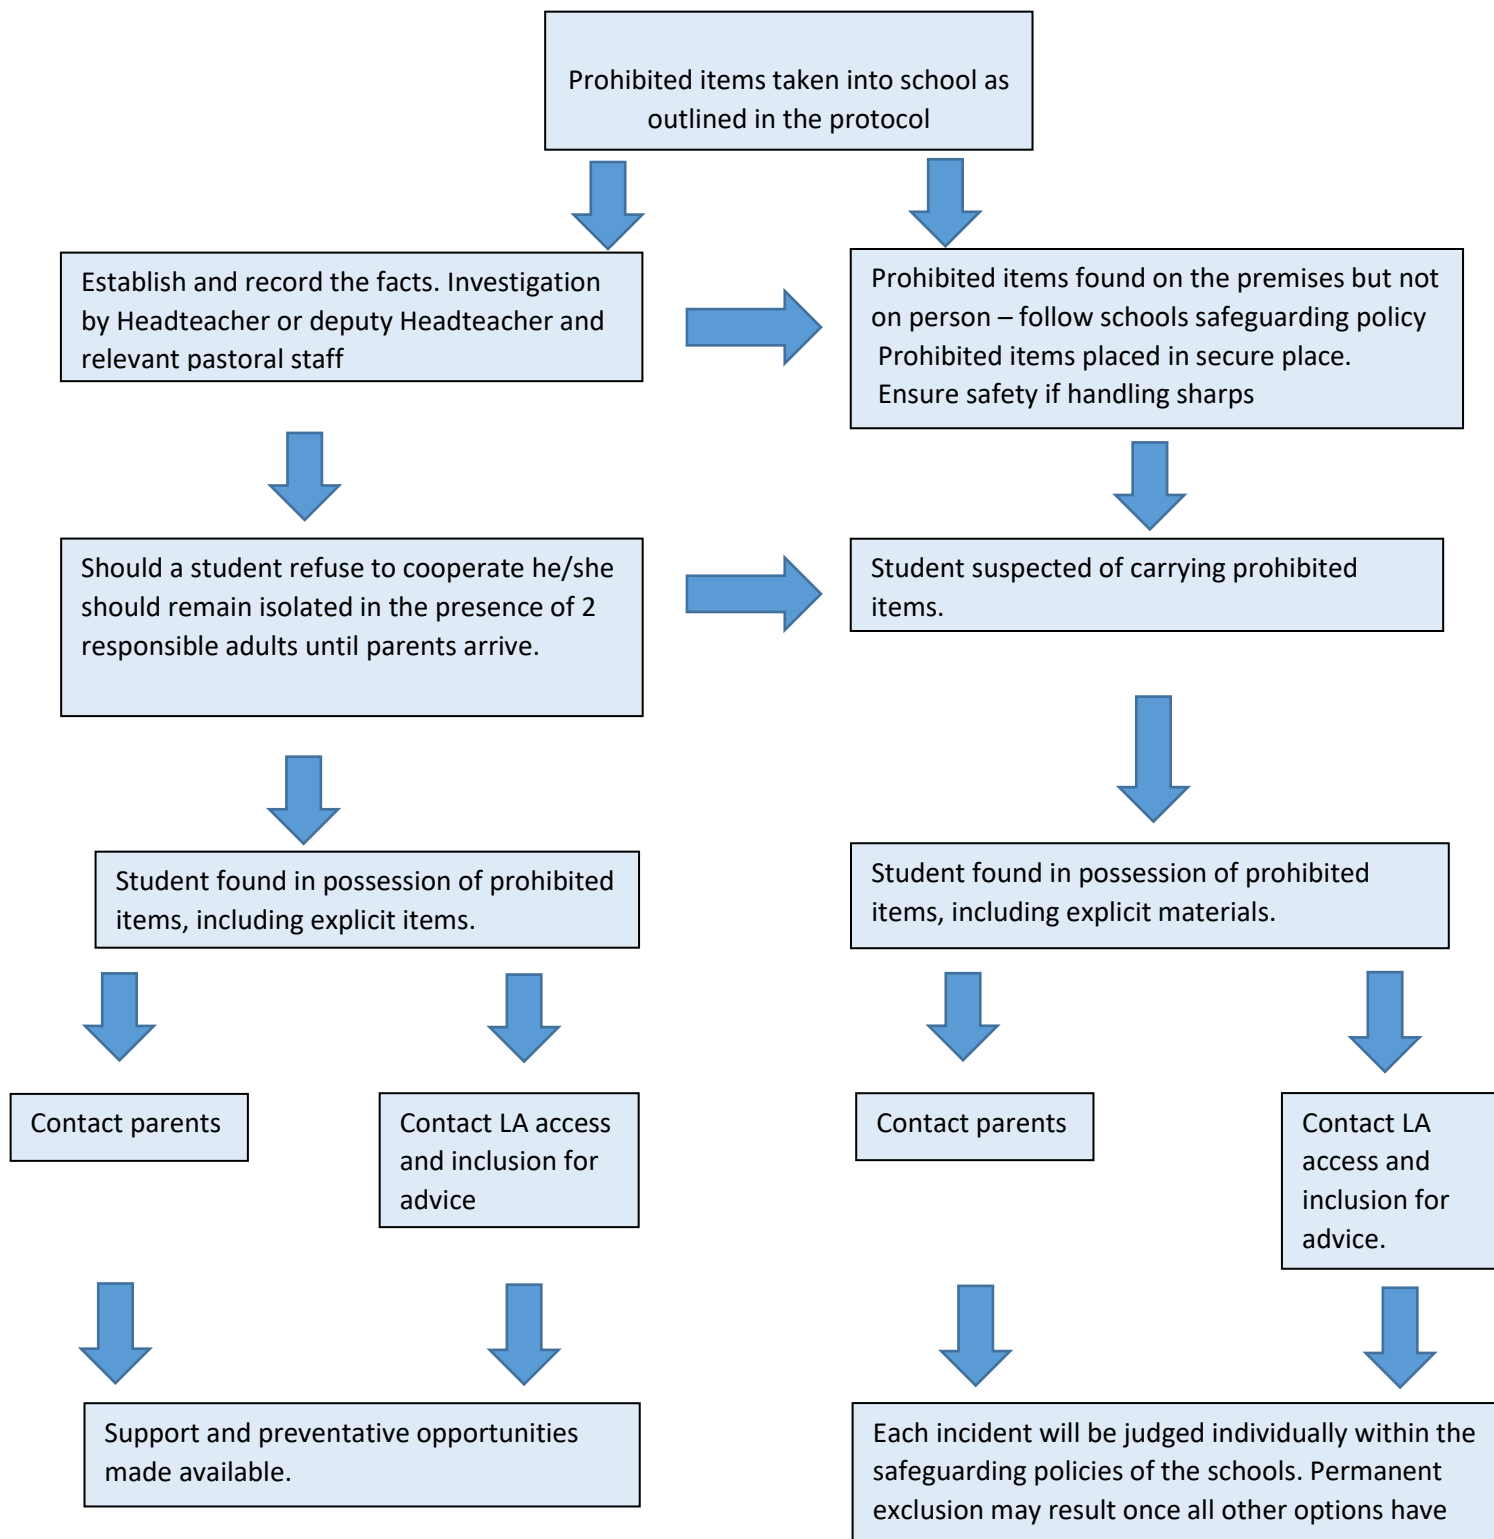 Prohibited items taken into school as
outlined in the protocol
Establish and record the facts. Investigation
by Headteacher or deputy Headteacher and
relevant pastoral staff
Prohibited items found on the premises but not
on person – follow schools safeguarding policy
Prohibited items placed in secure place.
Ensure safety if handling sharps
Should a student refuse to cooperate he/she
should remain isolated in the presence of 2
responsible adults until parents arrive.
Student suspected of carrying prohibited
items.
Student found in possession of prohibited
items, including explicit items.
Student found in possession of prohibited
items, including explicit materials.
Contact parents
Contact LA access
and inclusion for
advice
Contact parents
Contact LA
access and
inclusion for
advice.
Support and preventative opportunities
made available.
Each incident will be judged individually within the
safeguarding policies of the schools. Permanent
exclusion may result once all other options have